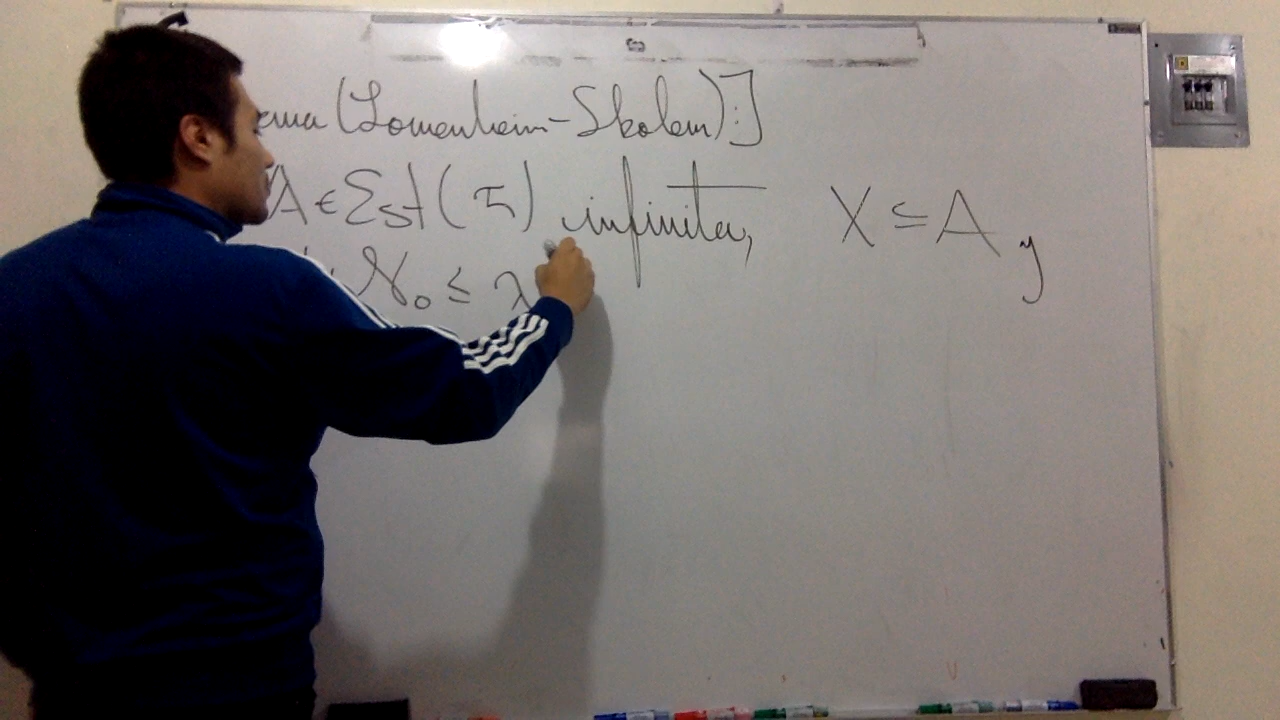 ema (Lowenheim-Skolem):]
A ∈ Est(τ) infinita, X ⊆ A y
ℵ₀ ≤ λ